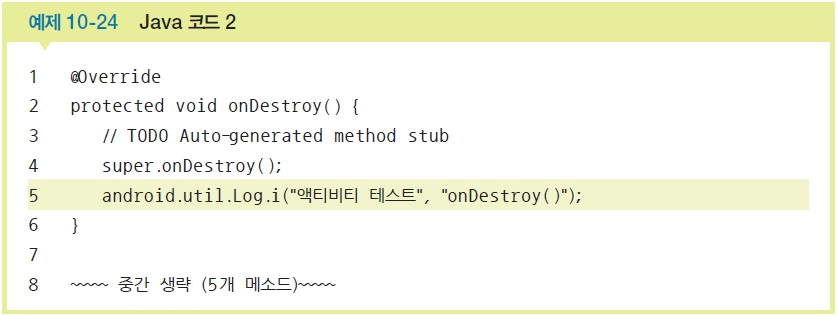 예제 10-24 Java 코드 2
1 @Override
2 protected void onDestroy() {
3 // TODO Auto-generated method stub
4 super.onDestroy();
5 android.util.Log.i("액티비티 테스트", "onDestroy()");
6 }
7
8 ~~~~~ 중간 생략 (5개 메소드)~~~~~